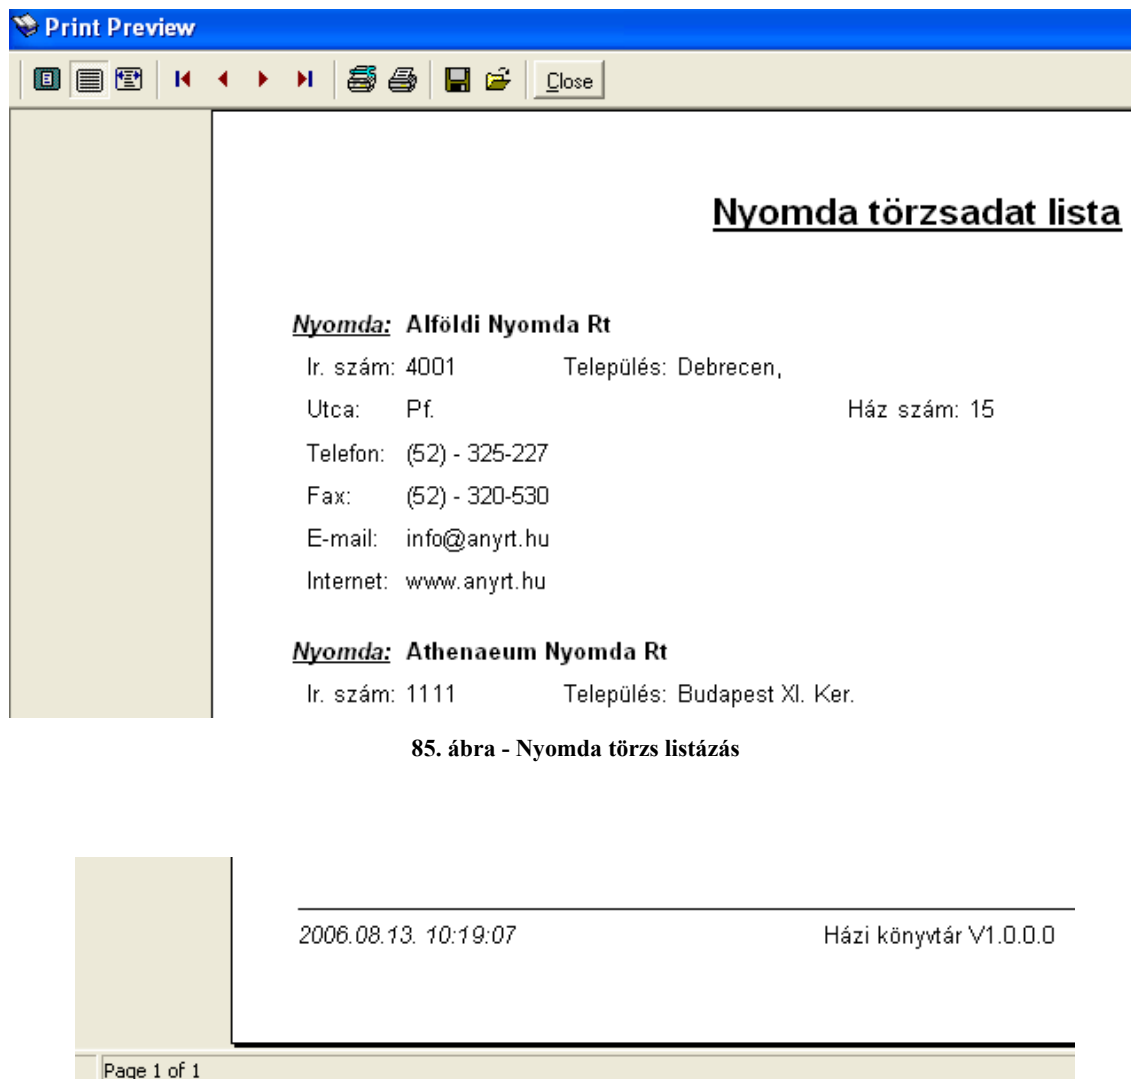 Print Preview
Close
Nyomda törzsadat lista
Nyomda: Alföldi Nyomda Rt
Ir. szám: 4001 Település: Debrecen,
Utca: Pf. Ház szám: 15
Telefon: (52) - 325-227
Fax: (52) - 320-530
E-mail: info@anyrt.hu
Internet: www.anyrt.hu
Nyomda: Athenaeum Nyomda Rt
Ir. szám: 1111 Település: Budapest XI. Ker.
85. ábra - Nyomda törzs listázás
2006.08.13. 10:19:07 Házi könyvtár V1.0.0.0
Page 1 of 1